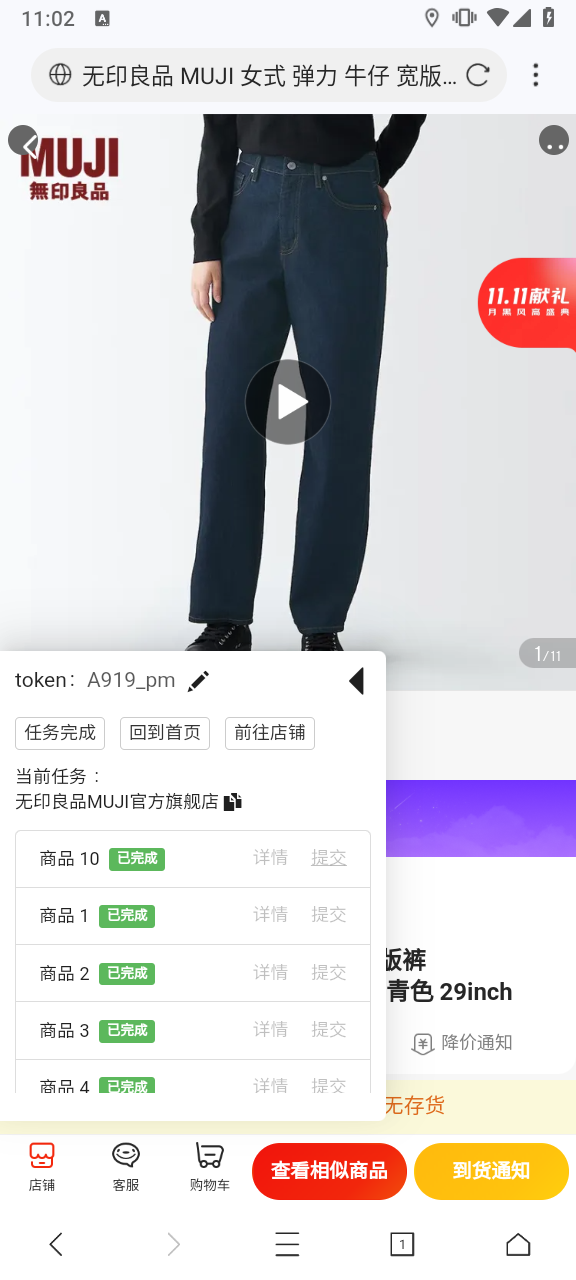 11:02
A
无印良品 MUJI 女式 弹力 牛仔 宽版...
MUJI
無印良品
11.11献礼
月黑风高盛典
1/11
token： A919_pm
任务完成 回到首页 前往店铺
当前任务 ：
无印良品MUJI官方旗舰店
商品 10 已完成 详情 提交
商品 1 已完成 详情 提交
商品 2 已完成 详情 提交
商品 3 已完成 详情 提交
商品 4 已完成 详情 提交
版裤
青色 29inch
降价通知
无存货
店铺 客服 购物车 查看相似商品 到货通知
1